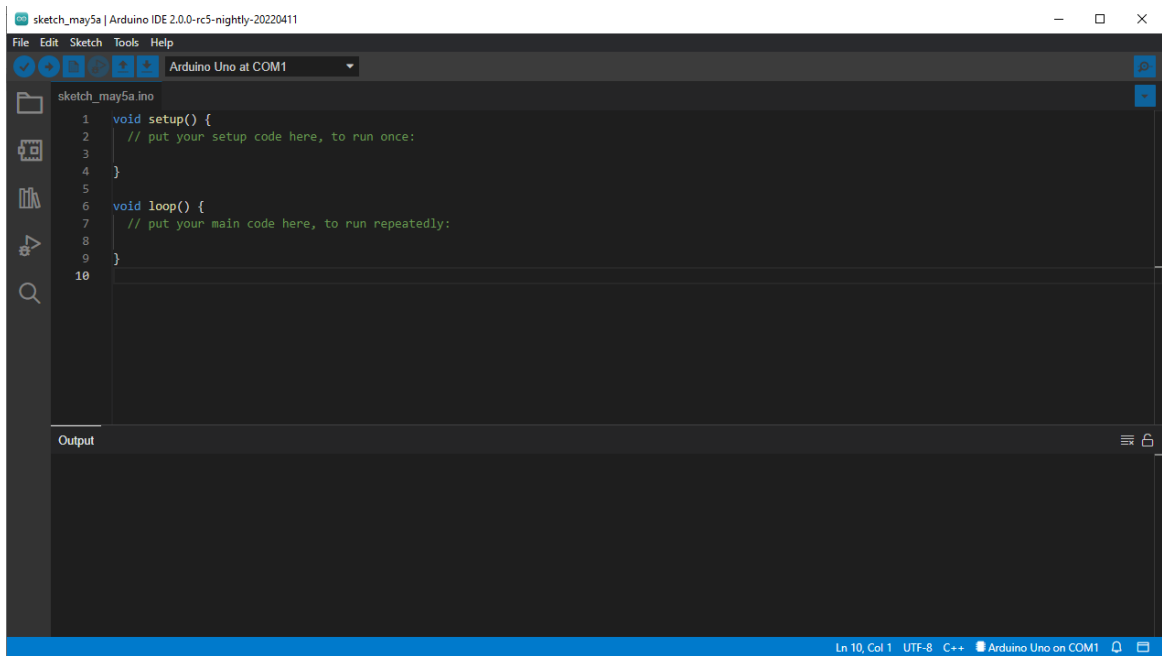 sketch_may5a | Arduino IDE 2.0.0-rc5-nightly-20220411
File Edit Sketch Tools Help
Arduino Uno at COM1
sketch_may5a.ino
1 void setup() {
2 // put your setup code here, to run once:
3
4 }
5
6 void loop() {
7 // put your main code here, to run repeatedly:
8
9 }
10
Output
Ln 10, Col 1 UTF-8 C++ Arduino Uno on COM1